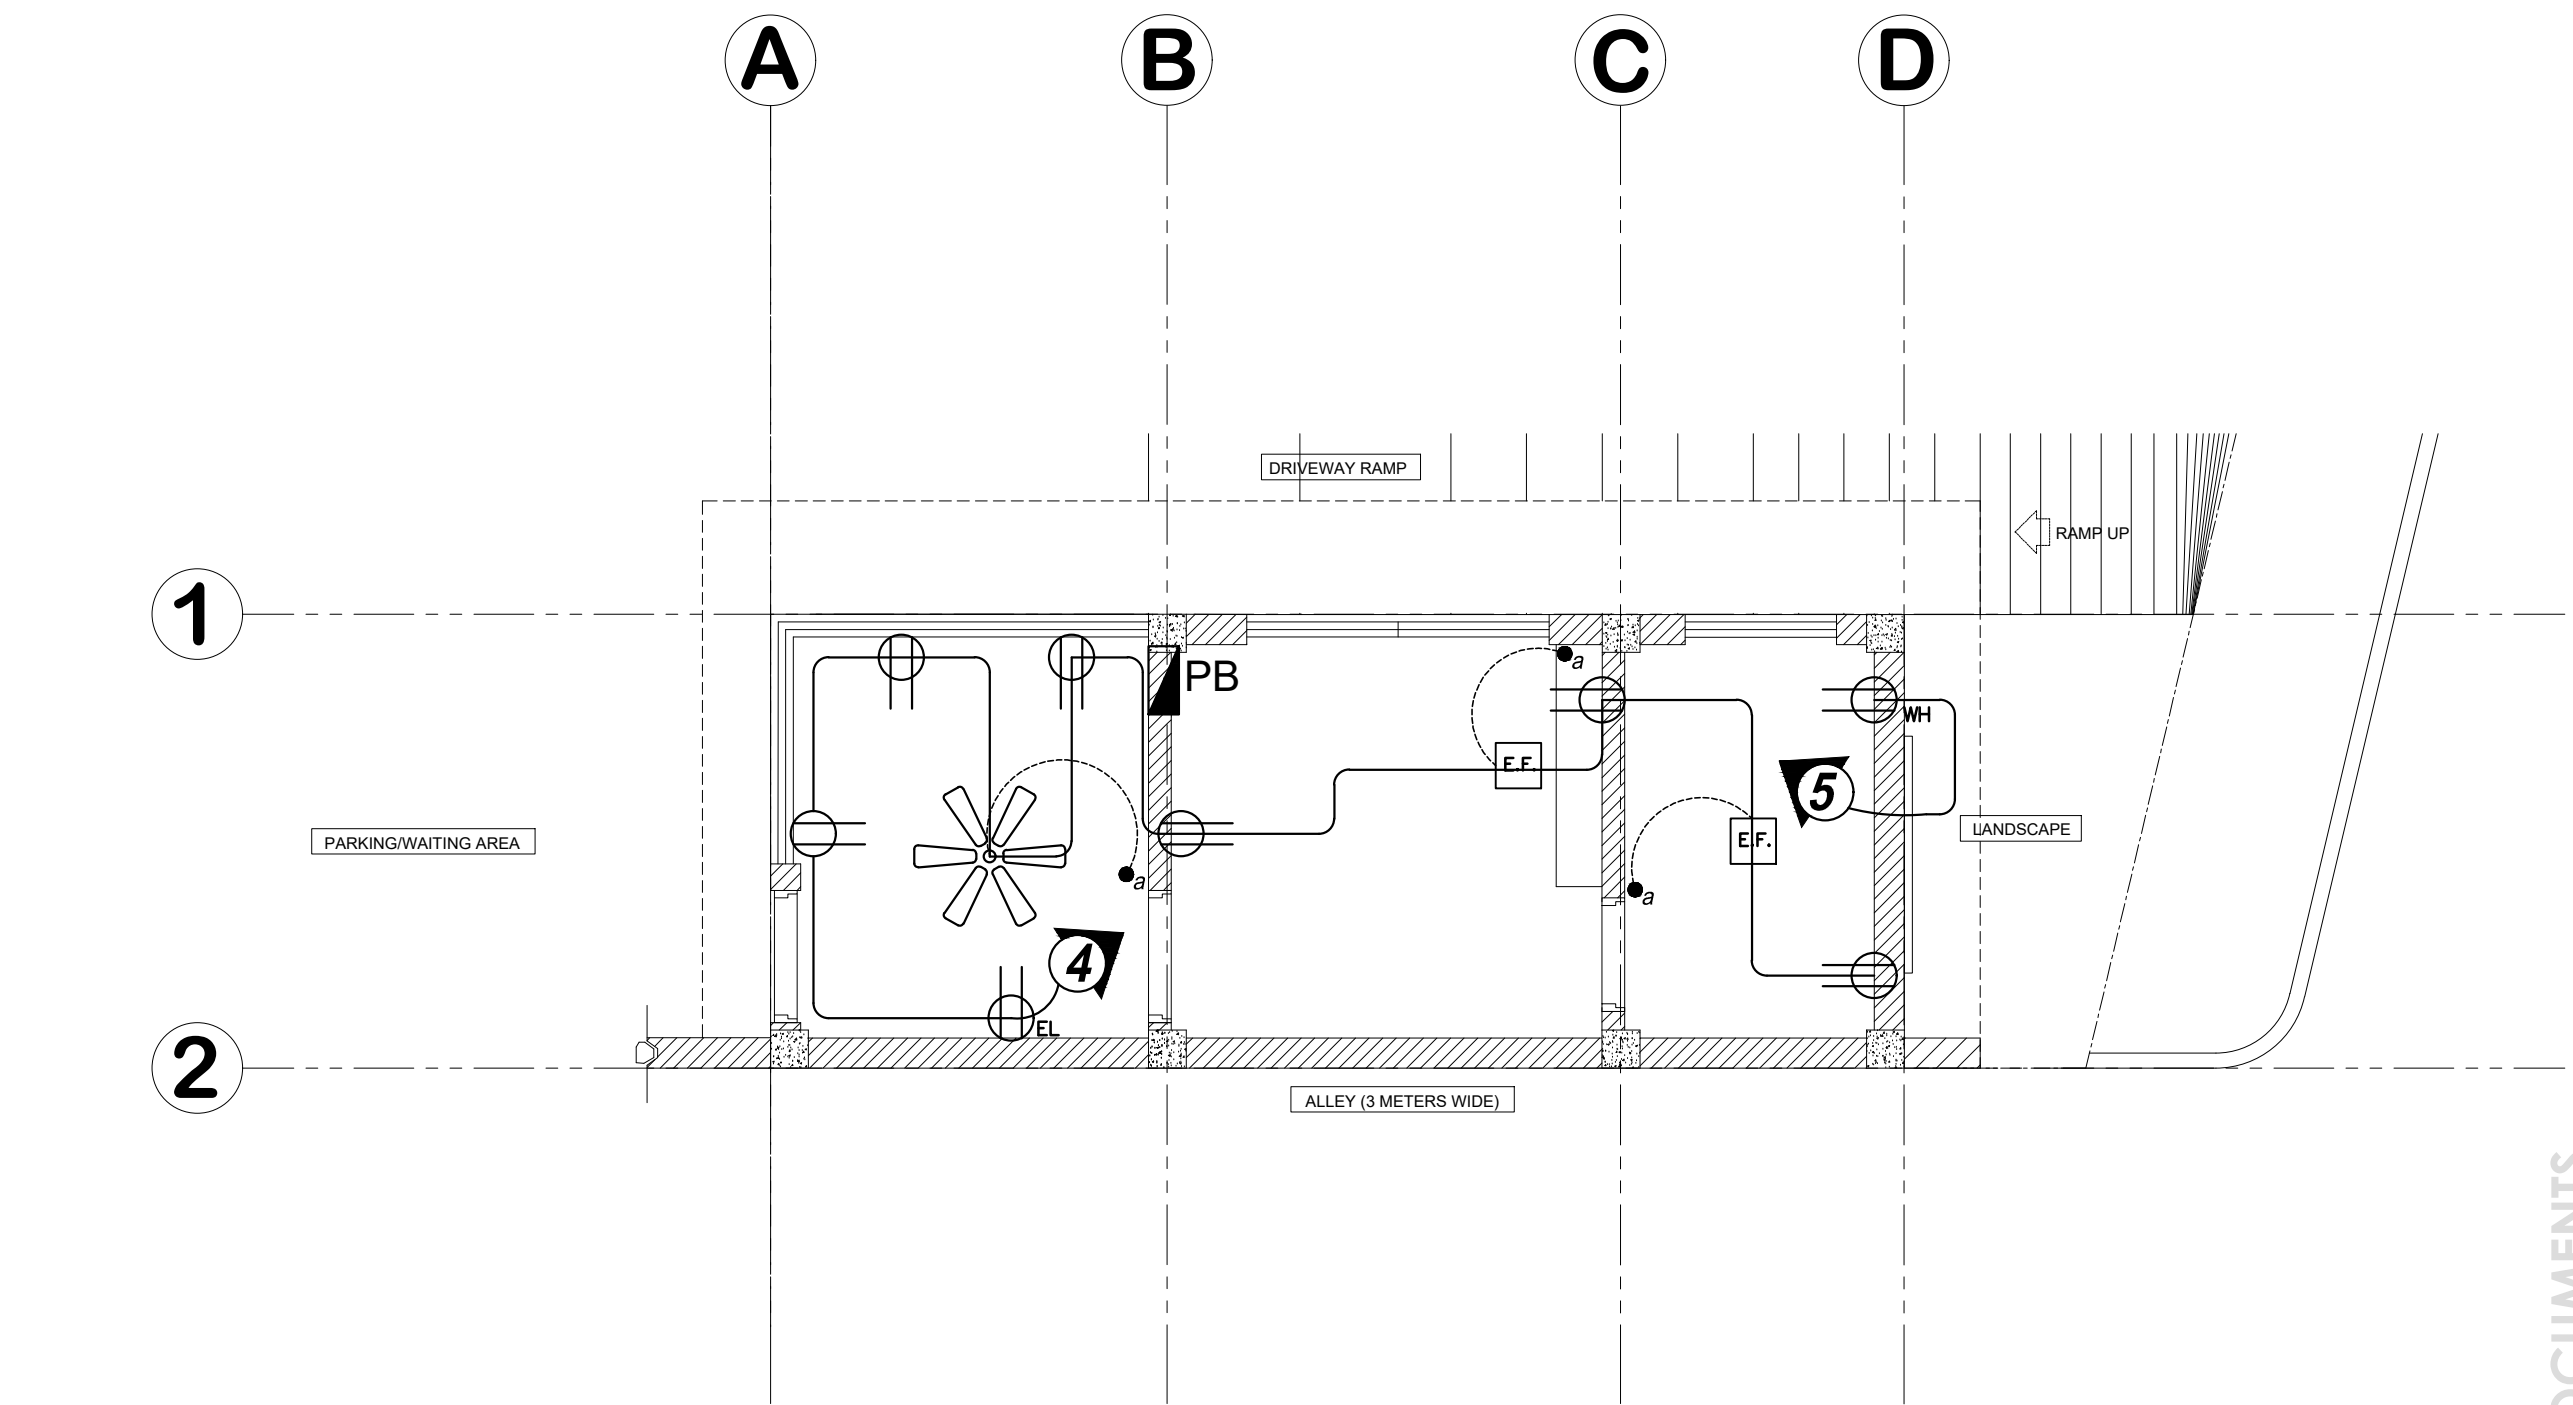 A
B
C
D
DRIVEWAY RAMP
RAMP UP
1
PB
a
WH
E.F.
5
LANDSCAPE
PARKING/WAITING AREA
E.F.
a
a
4
EL
2
ALLEY (3 METERS WIDE)